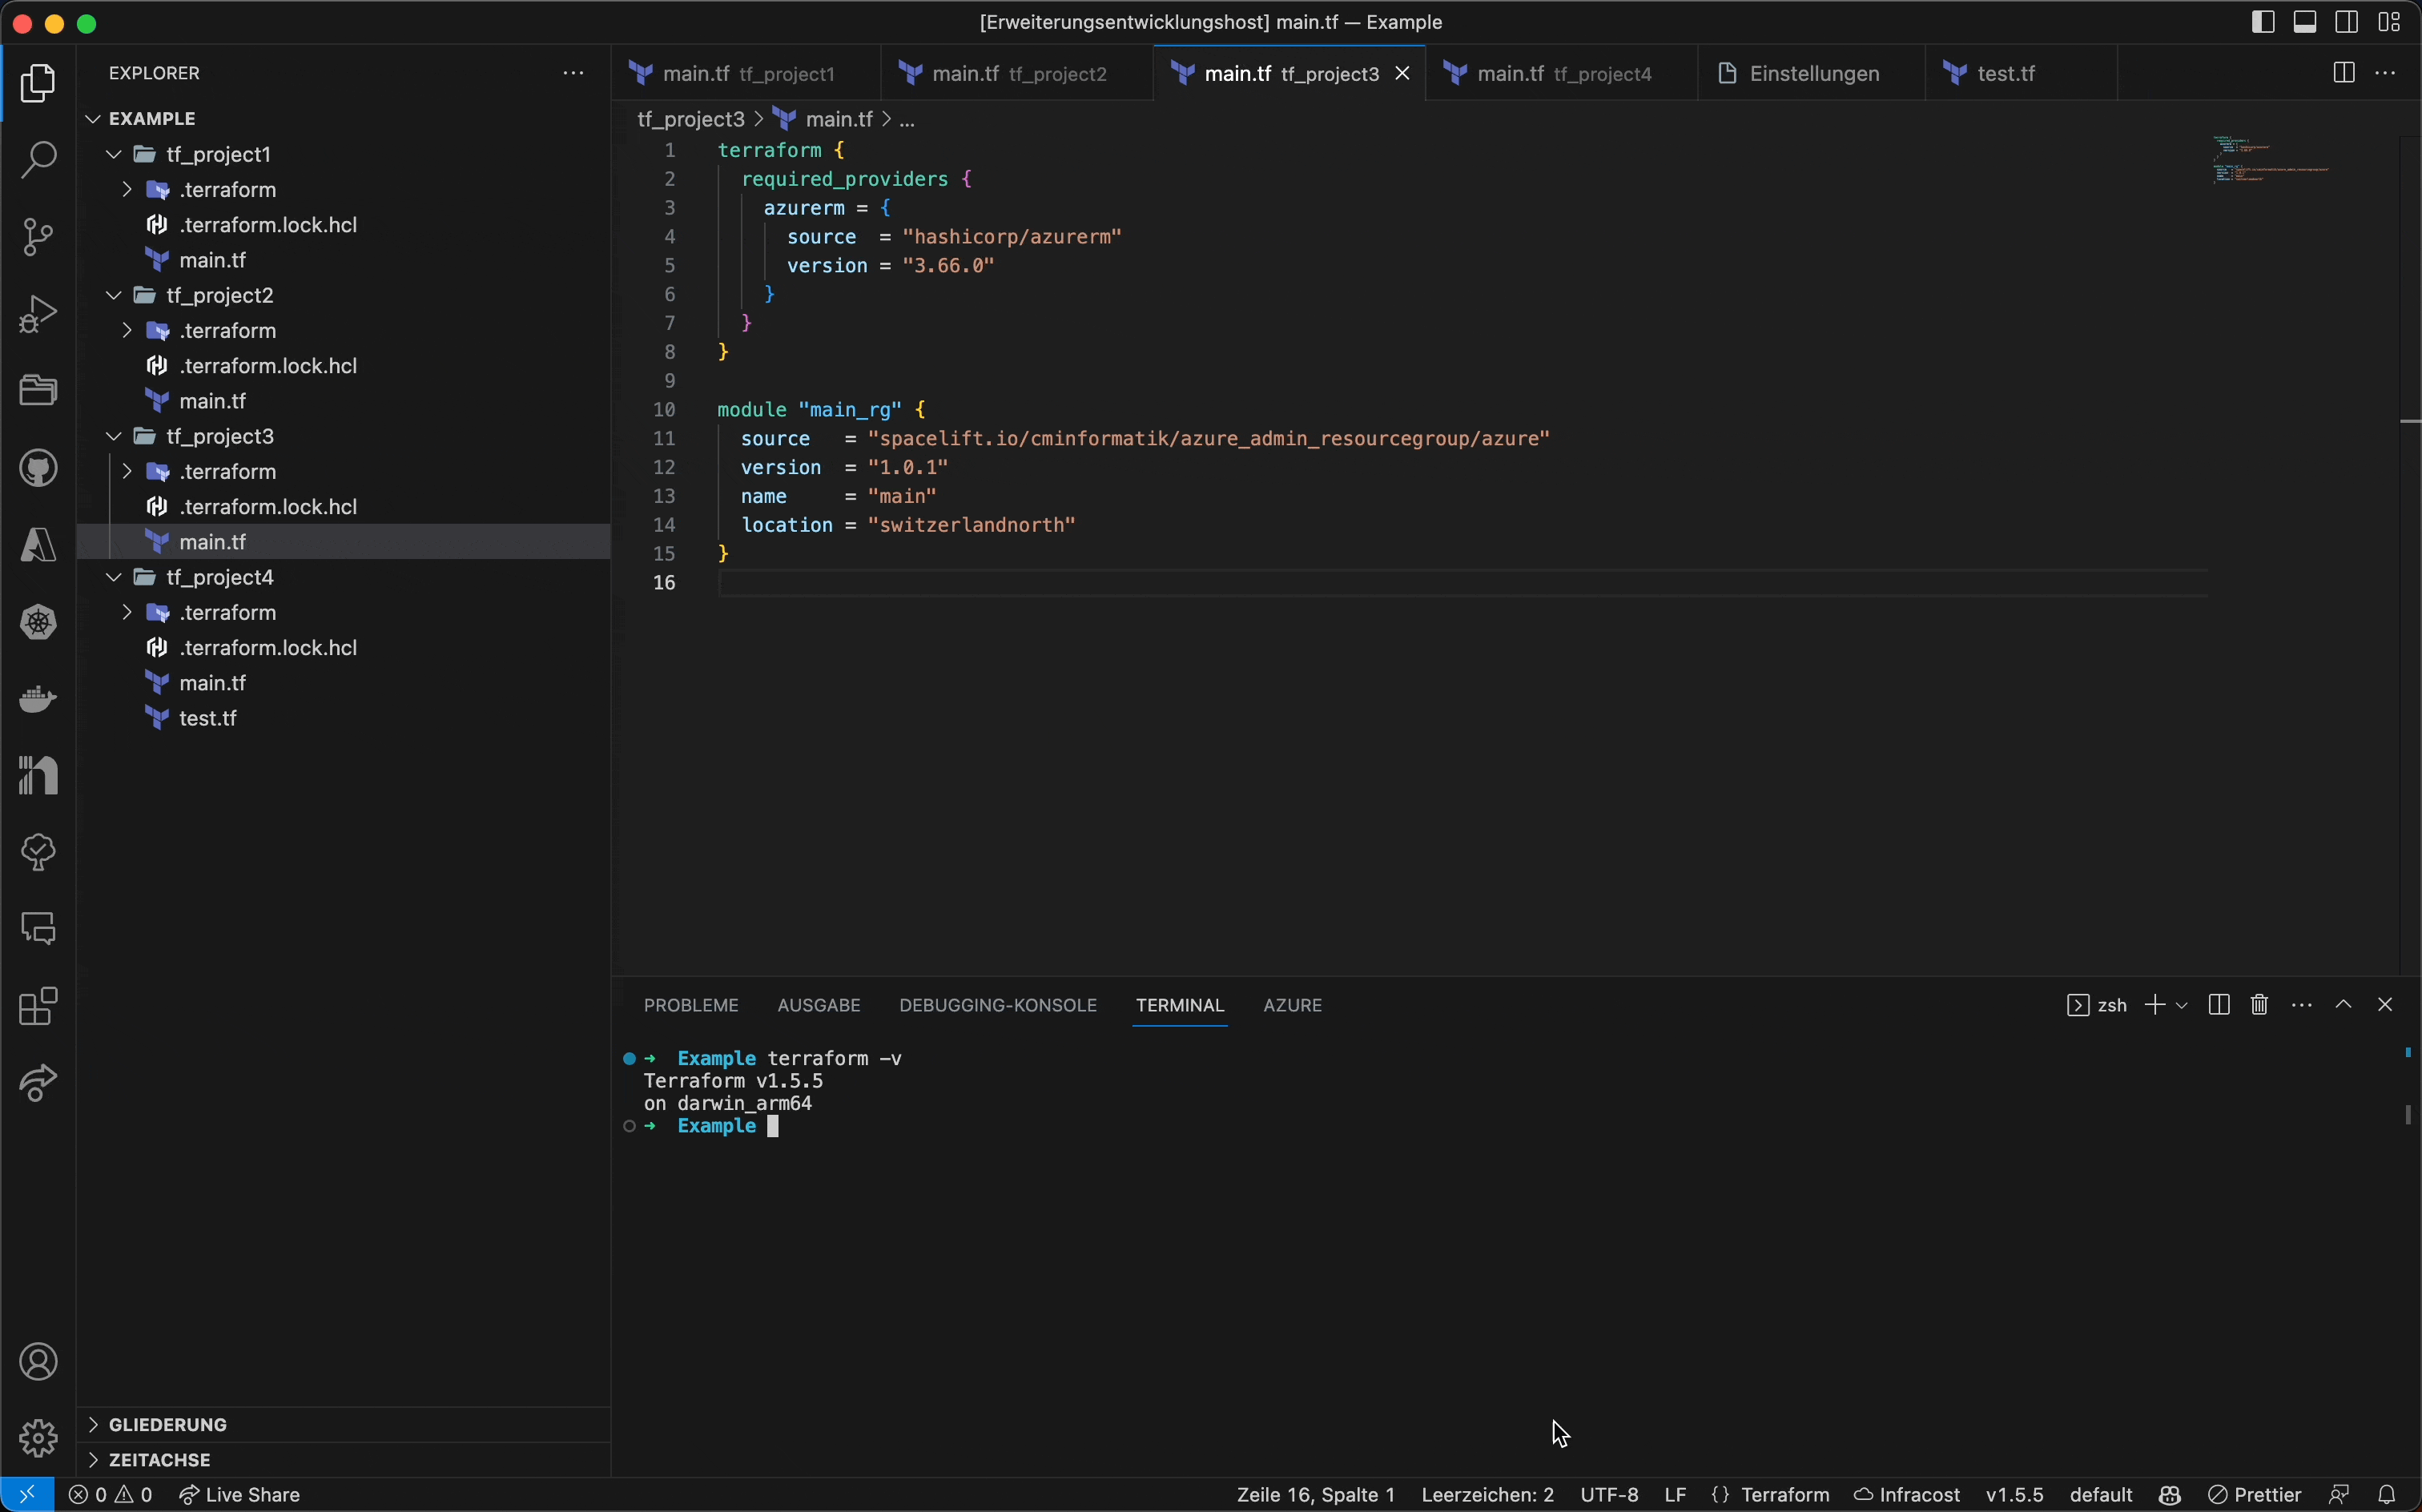 [Erweiterungsentwicklungshost] main.tf — Example
EXPLORER
EXAMPLE
tf_project1
.terraform
.terraform.lock.hcl
main.tf
tf_project2
.terraform
.terraform.lock.hcl
main.tf
tf_project3
.terraform
.terraform.lock.hcl
main.tf
tf_project4
.terraform
.terraform.lock.hcl
main.tf
test.tf
GLIEDERUNG
ZEITACHSE
main.tf tf_project1
main.tf tf_project2
main.tf tf_project3
main.tf tf_project4
Einstellungen
test.tf
tf_project3 > main.tf > ...
1 terraform {
2 required_providers {
3 azurerm = {
4 source = "hashicorp/azurerm"
5 version = "3.66.0"
6 }
7 }
8 }
9
10 module "main_rg" {
11 source = "spacelift.io/cminformatik/azure_admin_resourcegroup/azure"
12 version = "1.0.1"
13 name = "main"
14 location = "switzerlandnorth"
15 }
16
PROBLEME AUSGABE DEBUGGING-KONSOLE TERMINAL AZURE
zsh
➜ Example terraform -v
Terraform v1.5.5
on darwin_arm64
➜ Example
0 0 Live Share
Zeile 16, Spalte 1 Leerzeichen: 2 UTF-8 LF {} Terraform Infracost v1.5.5 default Prettier